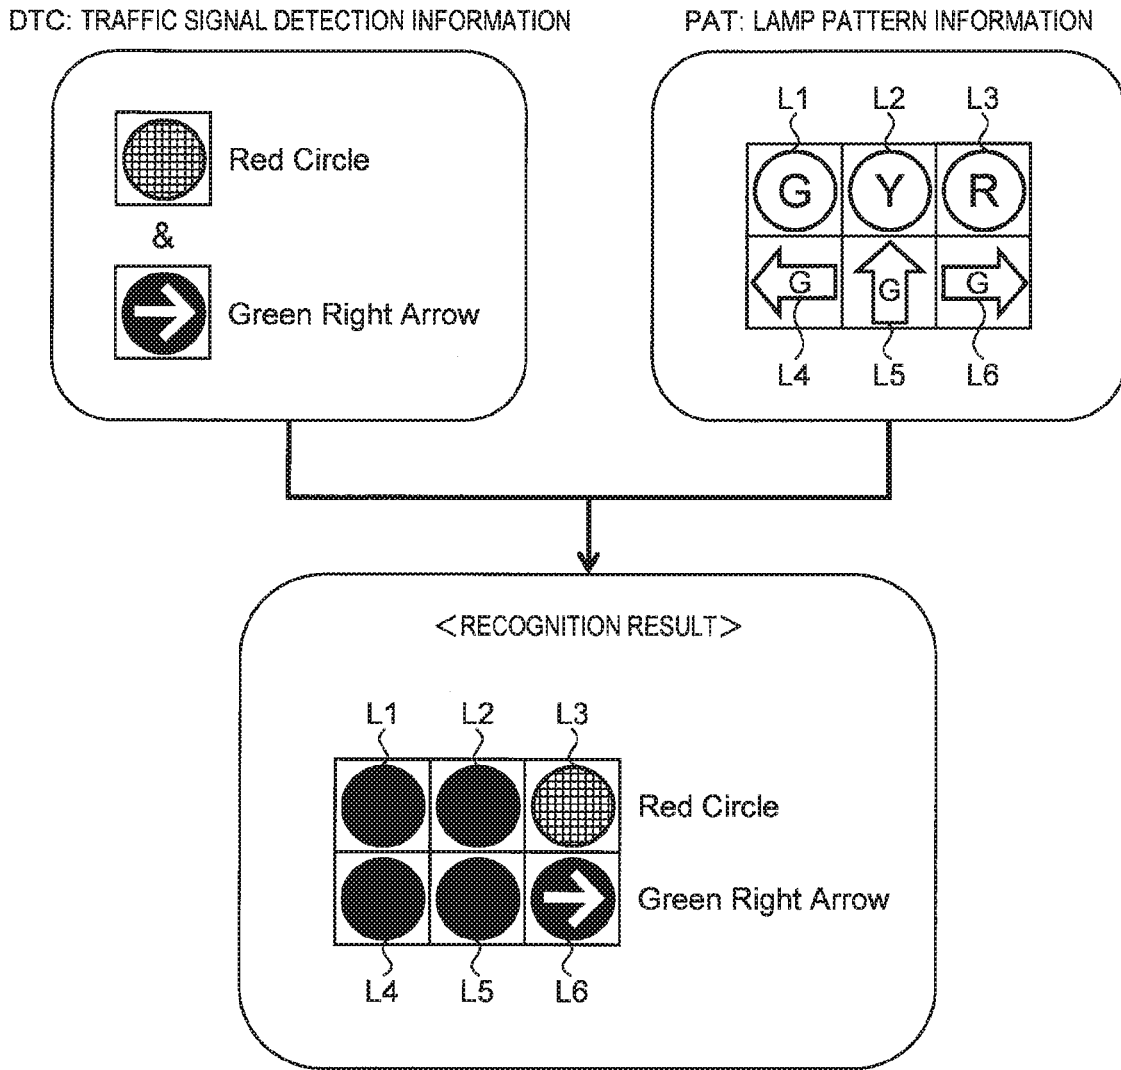 DTC: TRAFFIC SIGNAL DETECTION INFORMATION
Red Circle
&
Green Right Arrow
PAT: LAMP PATTERN INFORMATION
L1 L2 L3
G Y R
G G G
L4 L5 L6
<RECOGNITION RESULT>
L1 L2 L3
Red Circle
Green Right Arrow
L4 L5 L6